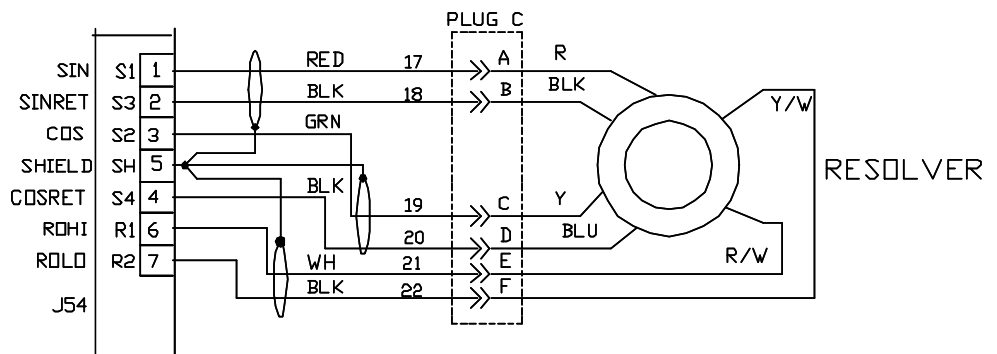 PLUG C
SIN S1 1 RED 17 A R
SINRET S3 2 BLK 18 B BLK Y/W
COS S2 3 GRN
SHIELD SH 5 RESOLVER
COSRET S4 4 BLK 19 C Y
ROHI R1 6 20 D BLU
ROLO R2 7 WH 21 E R/W
BLK 22 F
J54